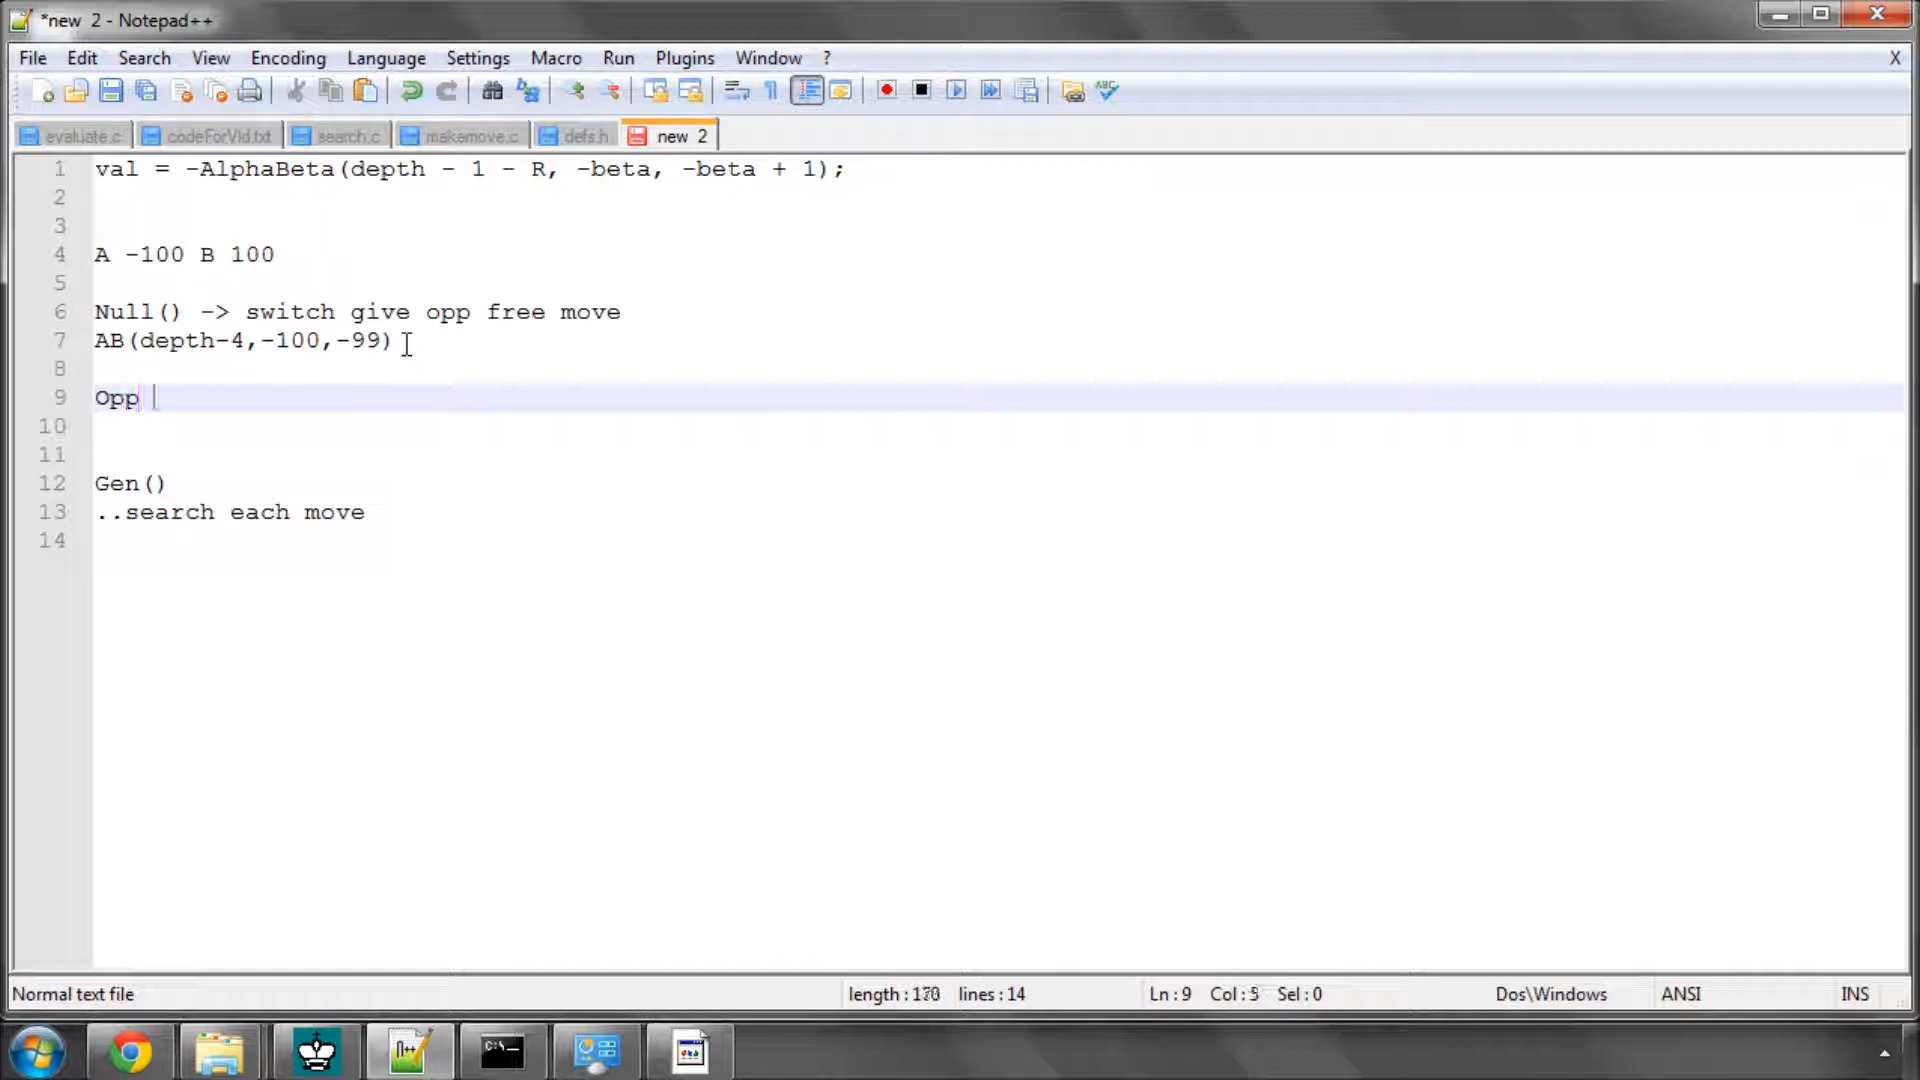 *new 2 - Notepad++
File Edit Search View Encoding Language Settings Macro Run Plugins Window ? X
evaluate.c codeForVid.txt search.c makemove.c defs.h new 2
1 val = -AlphaBeta(depth - 1 - R, -beta, -beta + 1);
2
3
4 A -100 B 100
5
6 Null() -> switch give opp free move
7 AB(depth-4,-100,-99)
8
9 Opp
10
11
12 Gen()
13 ..search each move
14
Normal text file lines : 14 Ln : 9 Col : 5 Sel : 0 Dos\Windows ANSI INS